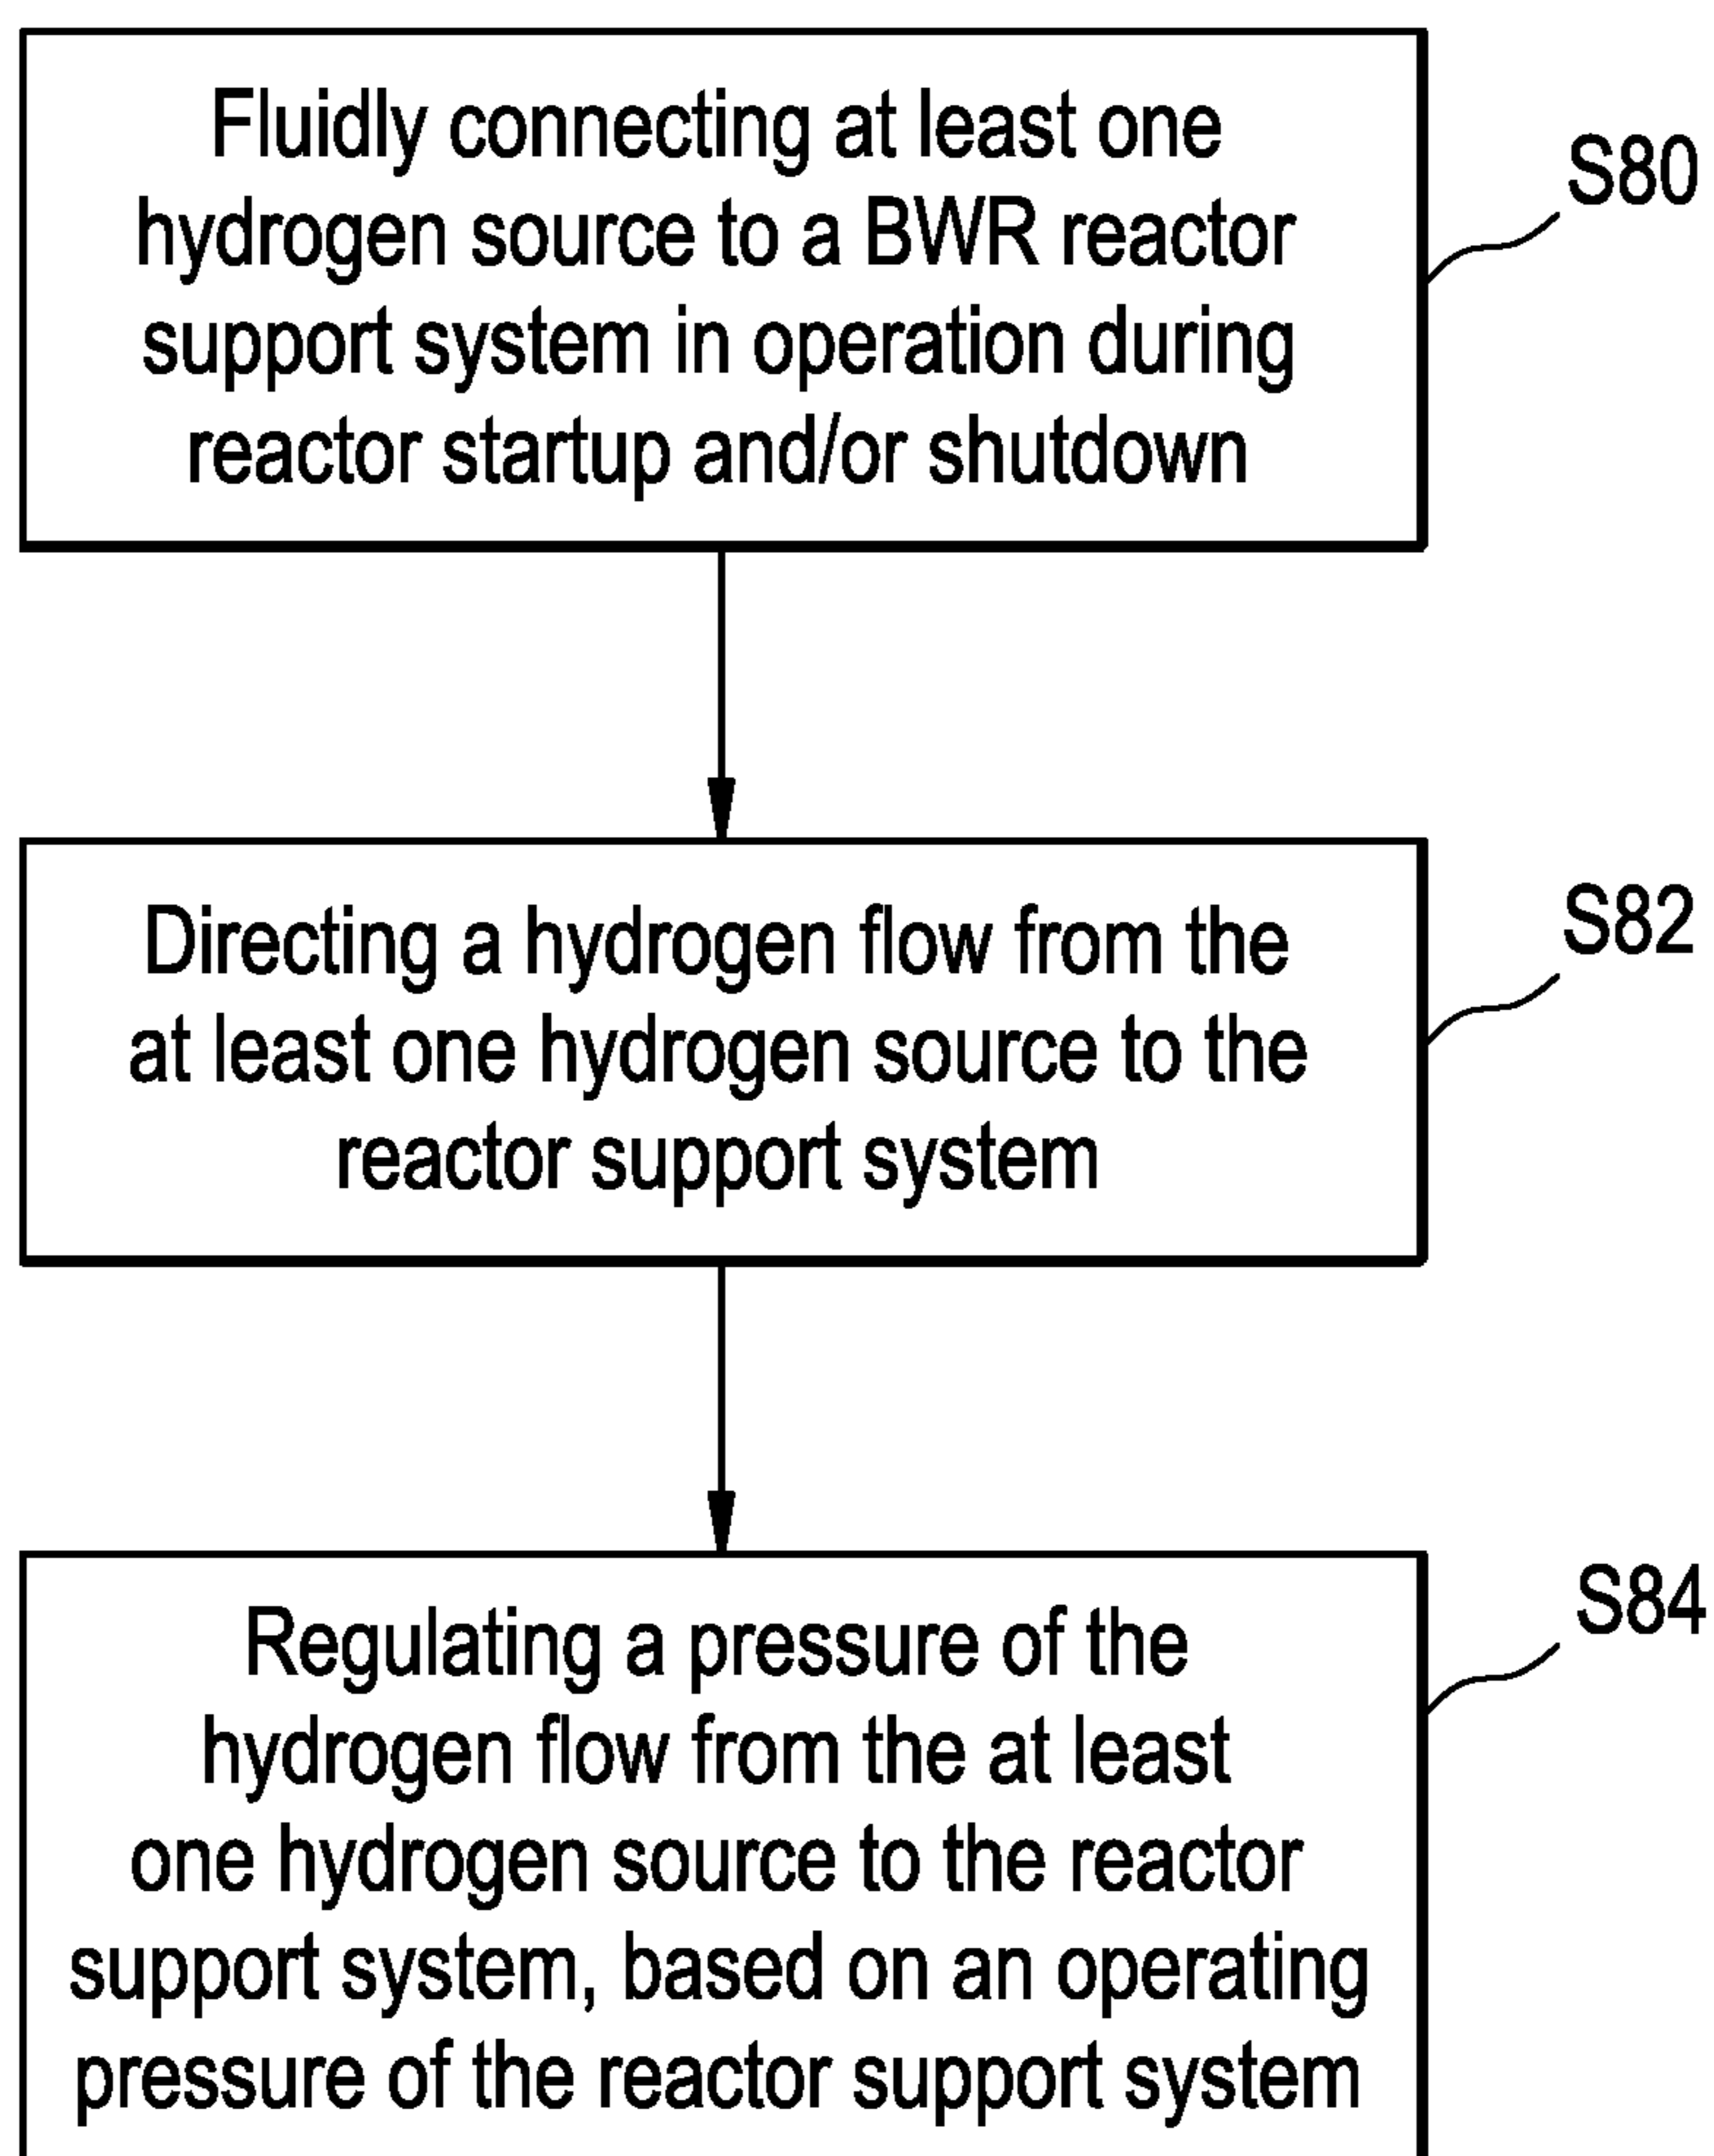 Fluidly connecting at least one
hydrogen source to a BWR reactor
support system in operation during
reactor startup and/or shutdown
S80
Directing a hydrogen flow from the
at least one hydrogen source to the
reactor support system
S82
Regulating a pressure of the
hydrogen flow from the at least
one hydrogen source to the reactor
support system, based on an operating
pressure of the reactor support system
S84